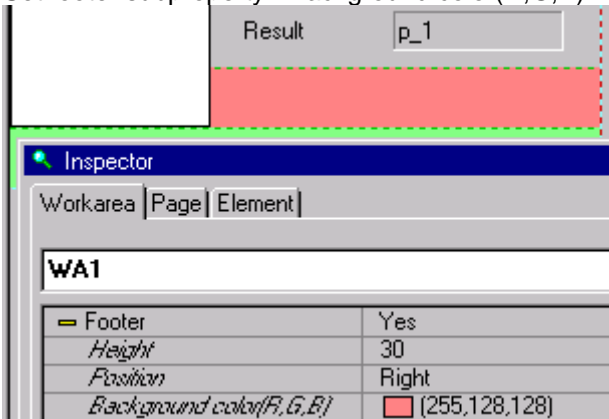 Result p_1
Inspector
Workarea Page Element
WA1
Footer Yes
Height 30
Position Right
Background color(R,G,B) (255,128,128)